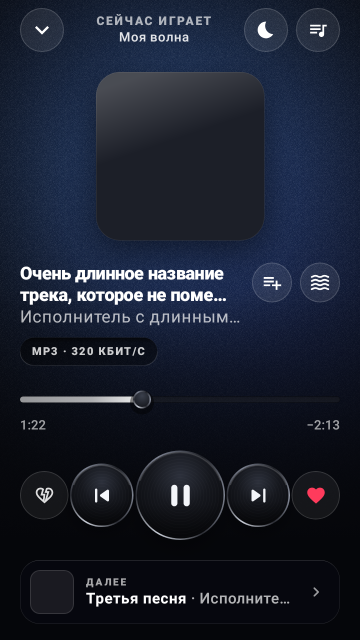 СЕЙЧАС ИГРАЕТ
Моя волна
Очень длинное название
трека, которое не поме…
Исполнитель с длинным…
MP3 · 320 КБИТ/С
1:22
−2:13
ДАЛЕЕ
Третья песня · Исполните…